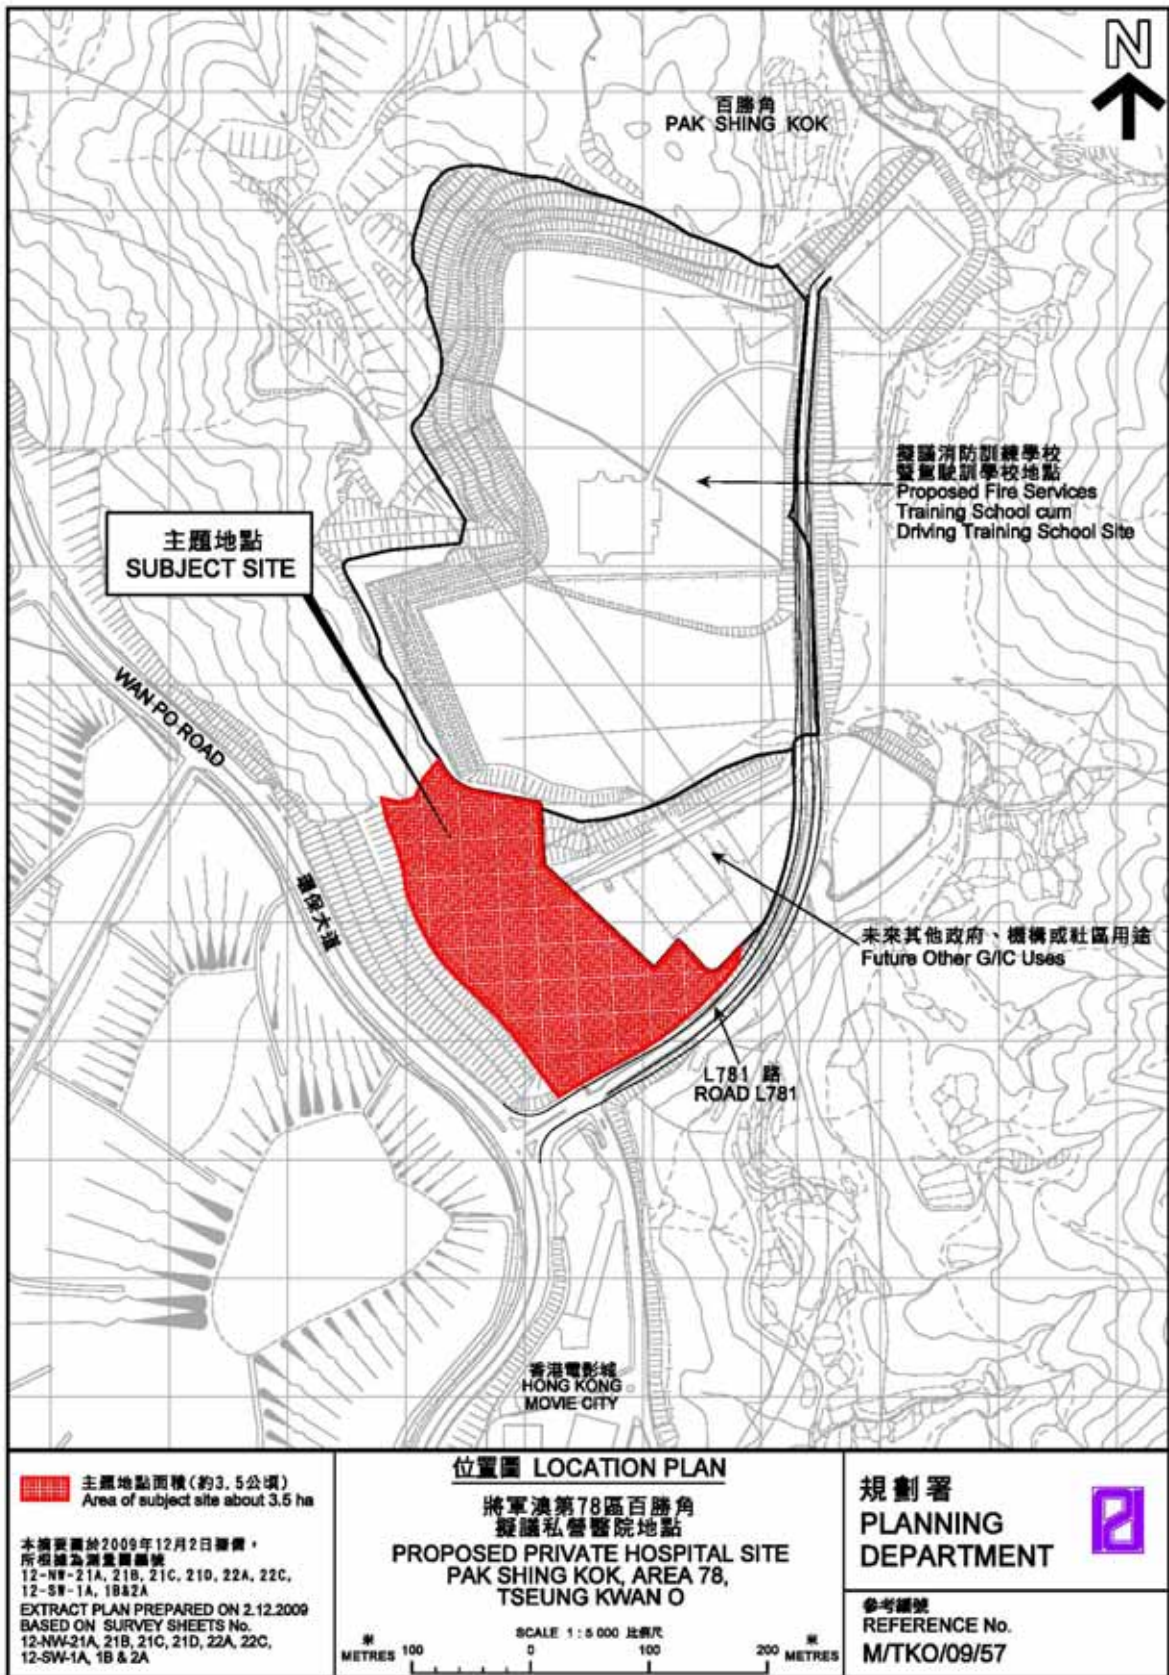 N
百勝角
PAK SHING KOK
擬議消防訓練學校
暨駕駛訓學校地點
Proposed Fire Services
Training School cum
Driving Training School Site
主題地點
SUBJECT SITE
WAN PO ROAD
環保大道
未來其他政府、機構或社區用途
Future Other G/IC Uses
L781 路
ROAD L781
香港電影城
HONG KONG
MOVIE CITY
主題地點面積(約3.5公頃)
Area of subject site about 3.5 ha
本摘要圖於2009年12月2日擬備，
所根據為測量圖編號
12-NW-21A, 21B, 21C, 21D, 22A, 22C,
12-SW-1A, 1B&2A
EXTRACT PLAN PREPARED ON 2.12.2009
BASED ON SURVEY SHEETS No.
12-NW-21A, 21B, 21C, 21D, 22A, 22C,
12-SW-1A, 1B & 2A
位置圖 LOCATION PLAN
將軍澳第78區百勝角
擬議私營醫院地點
PROPOSED PRIVATE HOSPITAL SITE
PAK SHING KOK, AREA 78,
TSEUNG KWAN O
SCALE 1 : 5 000 比例尺
米 METRES 100 0 100 200 米 METRES
規劃署
PLANNING
DEPARTMENT
參考編號
REFERENCE No.
M/TKO/09/57